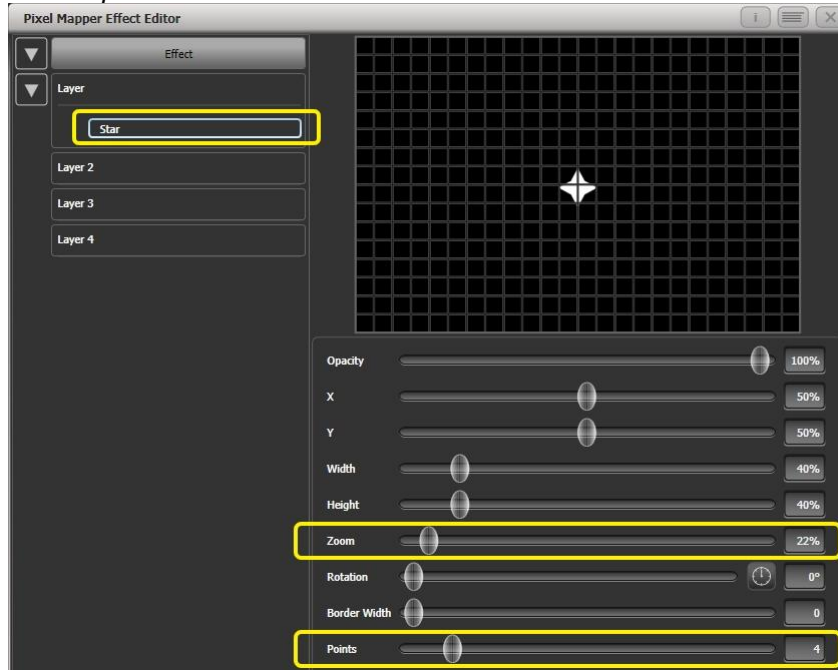 Pixel Mapper Effect Editor
Effect
Layer
Star
Layer 2
Layer 3
Layer 4
Opacity 100%
X 50%
Y 50%
Width 40%
Height 40%
Zoom 22%
Rotation 0°
Border Width 0
Points 4